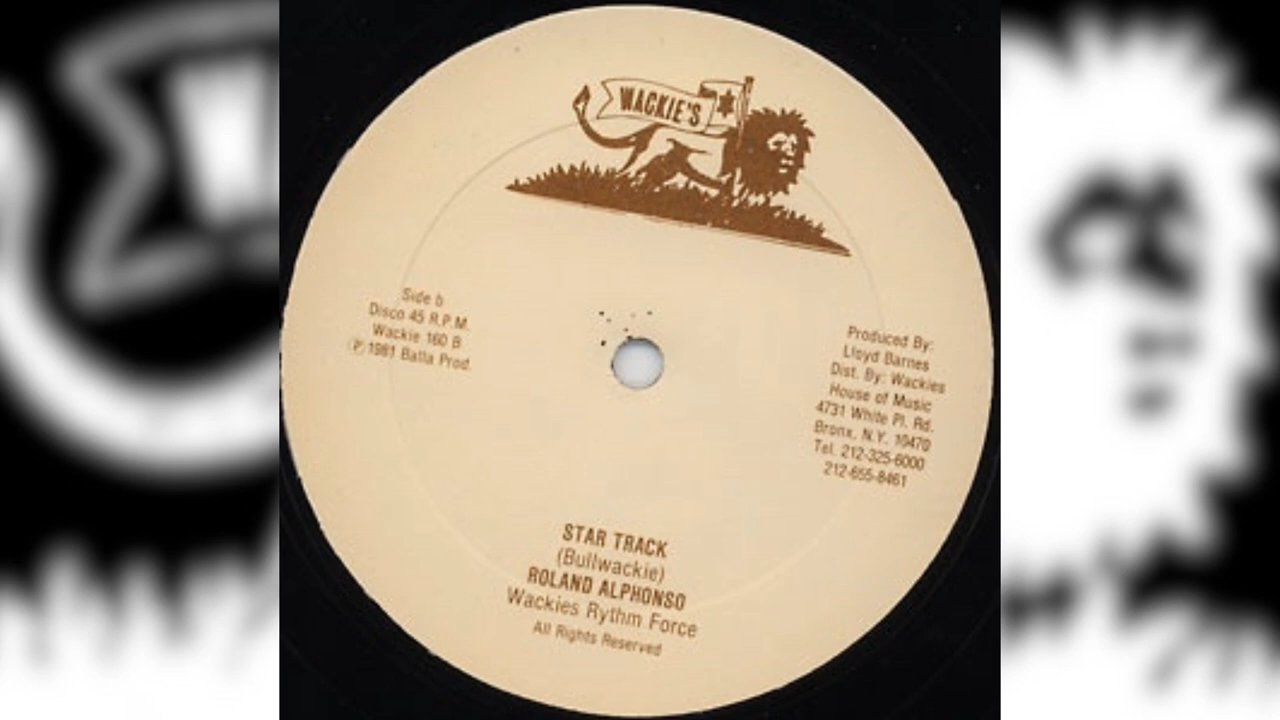 WACKIE'S
Side b
Disco 45 R.P.M.
Wackie 160 B
℗ 1981 Balla Prod.
Produced By:
Lloyd Barnes
Dist. By: Wackies
House of Music
4731 White Pl. Rd.
Bronx, N.Y. 10470
Tel. 212-325-6000
212-655-8461
STAR TRACK
(Bullwackie)
ROLAND ALPHONSO
Wackies Rythm Force
All Rights Reserved